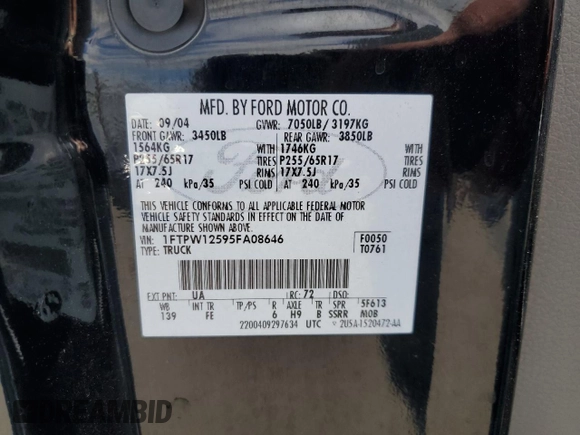 MFD. BY FORD MOTOR CO.
DATE: 09/04 GVWR: 7050LB/ 3197KG
FRONT GAWR: 3450LB REAR GAWR: 3850LB
1564KG WITH 1746KG WITH
P255/65R17 TIRES P255/65R17 TIRES
17X7.5J RIMS 17X7.5J RIMS
AT 240 kPa/35 PSI COLD AT 240 kPa/35 PSI COLD
THIS VEHICLE CONFORMS TO ALL APPLICABLE FEDERAL MOTOR
VEHICLE SAFETY STANDARDS IN EFFECT ON THE DATE OF
MANUFACTURE SHOWN ABOVE.
VIN: 1FTPW12595FA08646 F0050
TYPE: TRUCK T0761
EXT PNT: UA RC: 72 DSO:
WB INT TR TP/PS R AXLE TR SPR 5F613
139 FE 6 H9 B SSRR MOB
2200409297634 UTC 2U5A-1520472-AA
DREAMBID
Ford